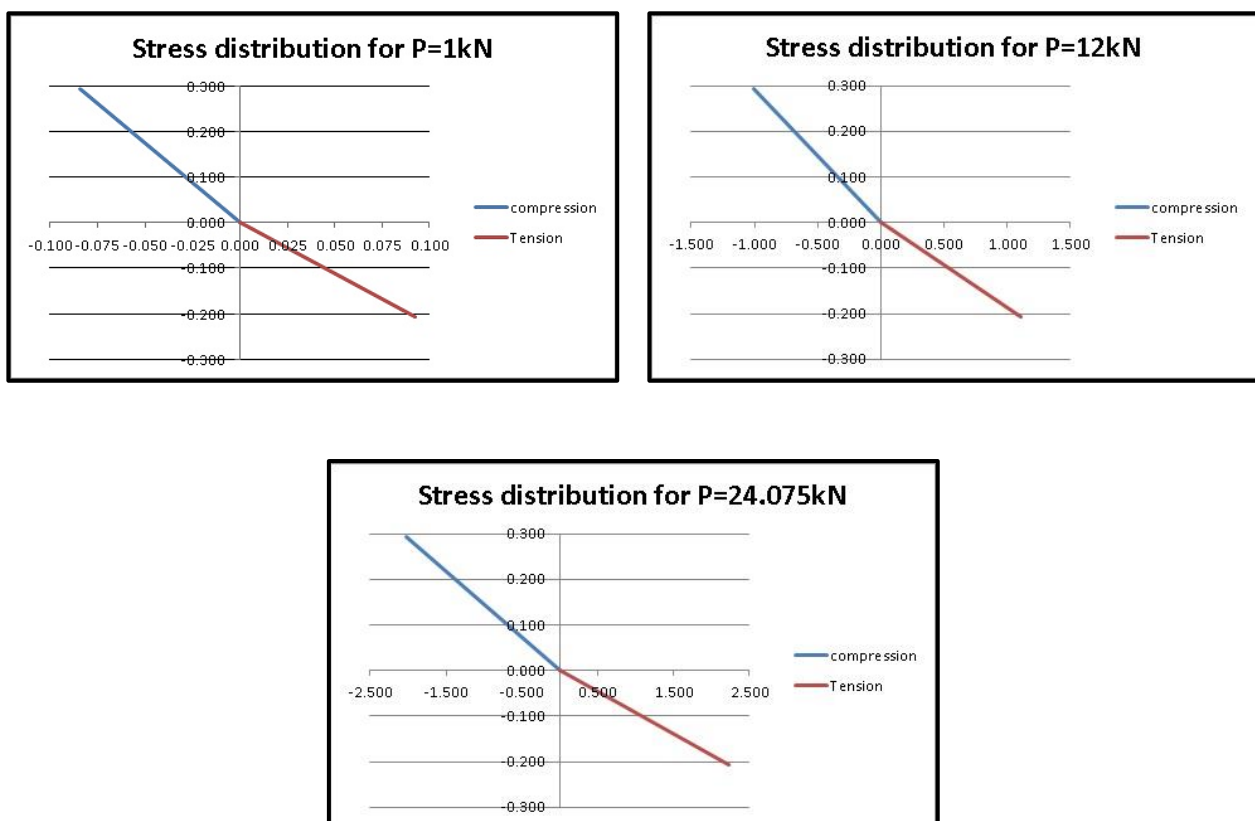 Stress distribution for P=1kN
0.300
0.200
0.100
0.000
-0.100 -0.075 -0.050 -0.025 0.000 0.025 0.050 0.075 0.100
-0.100
-0.200
-0.300
compression
Tension
Stress distribution for P=12kN
0.300
0.200
0.100
0.000
-1.500 -1.000 -0.500 0.000 0.500 1.000 1.500
-0.100
-0.200
-0.300
compression
Tension
Stress distribution for P=24.075kN
0.300
0.200
0.100
0.000
-2.500 -1.500 -0.500 0.500 1.500 2.500
-0.100
-0.200
-0.300
compression
Tension